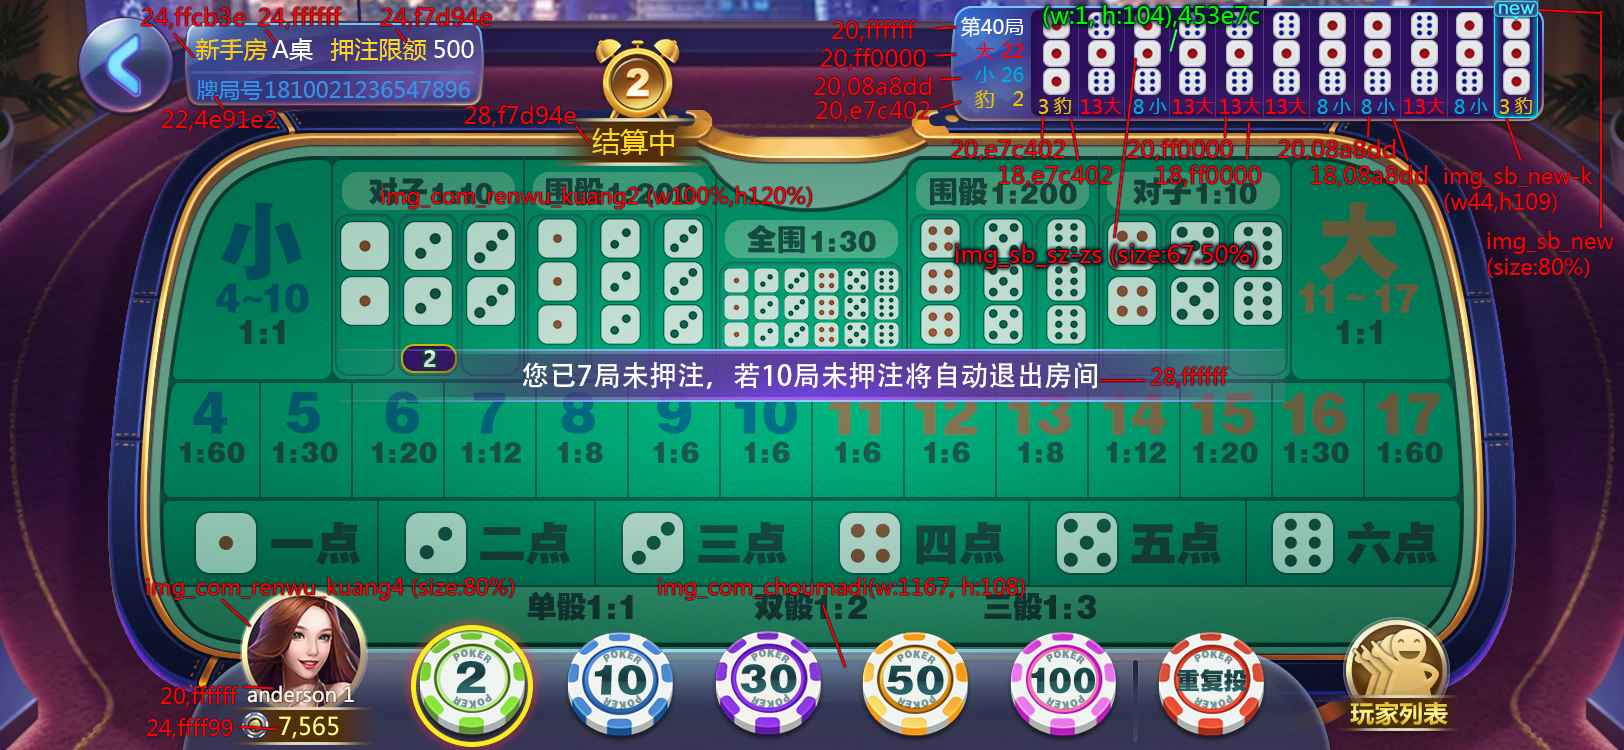 24,ffcb3e 24,ffffff 24,f7d94e
新手房 A桌 押注限额 500
牌局号1810021236547896
22,4e91e2
2
28,f7d94e
结算中
20,ffffff
20,ff0000
20,08a8dd
20,e7c402
第40局
大 22
小 26
豹 2
(w:1, h:104),453e7c
new
3 豹 13大 8 小 13大 13大 13大 8 小 8 小 13大 8 小 3 豹
20,e7c402 20,ff0000 20,08a8dd
18,e7c402 18,ff0000 18,08a8dd
img_sb_new-k
(w44,h109)
img_sb_new
(size:80%)
对子1:10 围骰1:200 围骰1:200 对子1:10
img_com_renwu_kuang2 (w100%,h120%)
全围1:30
img_sb_sz-zs (size:67.50%)
小
4~10
1:1
大
11~17
1:1
2
您已7局未押注，若10局未押注将自动退出房间
28,ffffff
4 5 6 7 8 9 10 11 12 13 14 15 16 17
1:60 1:30 1:20 1:12 1:8 1:6 1:6 1:6 1:6 1:8 1:12 1:20 1:30 1:60
一点 二点 三点 四点 五点 六点
img_com_renwu_kuang4 (size:80%)
img_com_choumadi(w:1167, h:108)
单骰1:1 双骰1:2 三骰1:3
20,ffffff
anderson 1
24,ffff99
7,565
POKER
2
POKER
POKER
10
POKER
POKER
30
POKER
POKER
50
POKER
POKER
100
POKER
POKER
重复投
POKER
玩家列表